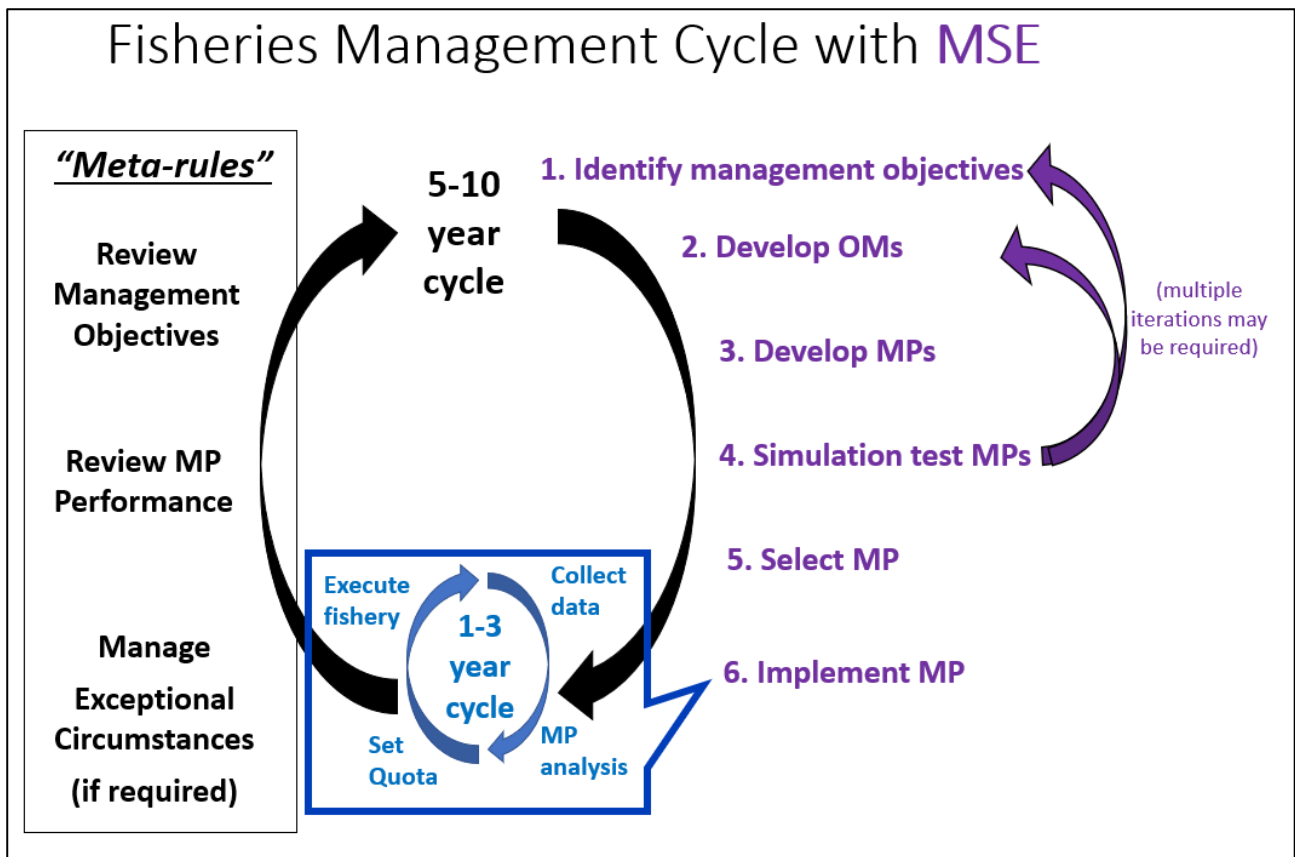 Fisheries Management Cycle with MSE
“Meta-rules”
Review
Management
Objectives
Review MP
Performance
Manage
Exceptional
Circumstances
(if required)
5-10
year
cycle
1. Identify management objectives
2. Develop OMs
3. Develop MPs
4. Simulation test MPs
5. Select MP
6. Implement MP
(multiple
iterations may
be required)
Execute
fishery
Collect
data
1-3
year
cycle
Set
Quota
MP
analysis